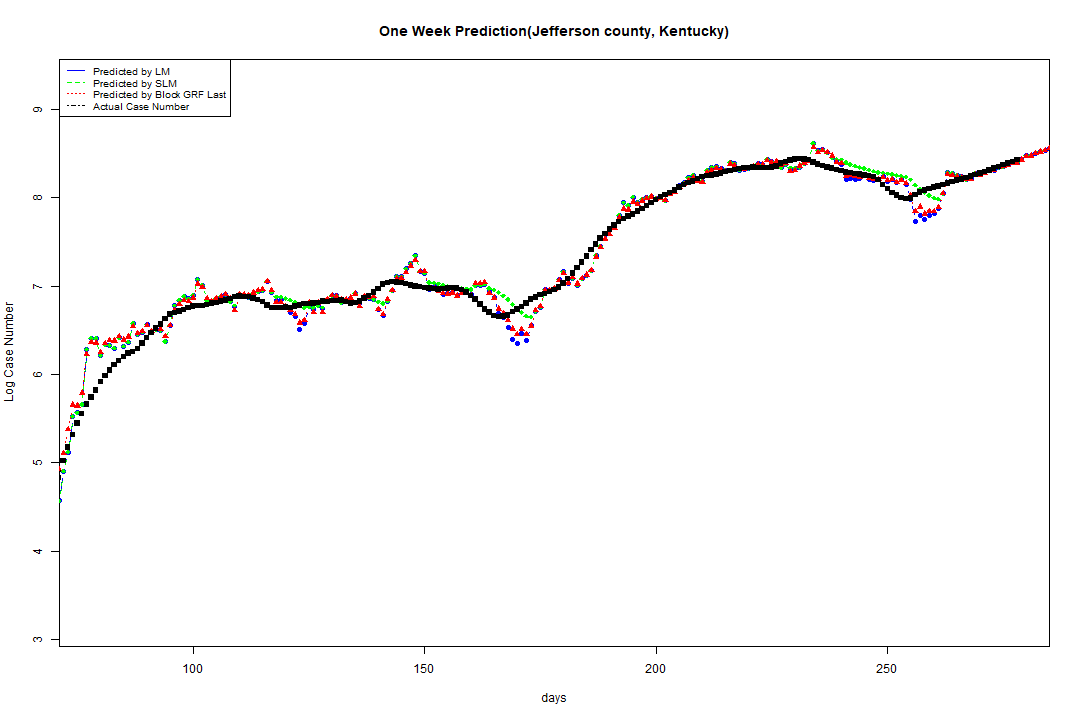 One Week Prediction(Jefferson county, Kentucky)
Predicted by LM
Predicted by SLM
Predicted by Block GRF Last
Actual Case Number
9
8
7
6
5
4
3
Log Case Number
100 150 200 250
days